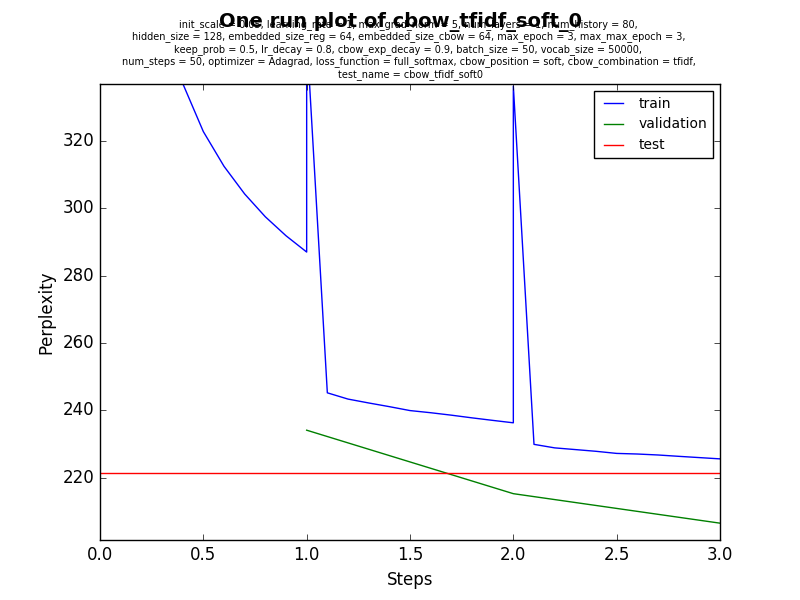 One run plot of cbow_tfidf_soft_0
init_scale = learning_rate = max_grad_norm = 5, num_layers = 1, num_history = 80,
hidden_size = 128, embedded_size_reg = 64, embedded_size_cbow = 64, max_epoch = 3, max_max_epoch = 3,
keep_prob = 0.5, lr_decay = 0.8, cbow_exp_decay = 0.9, batch_size = 50, vocab_size = 50000,
num_steps = 50, optimizer = Adagrad, loss_function = full_softmax, cbow_position = soft, cbow_combination = tfidf,
test_name = cbow_tfidf_soft0
train
validation
test
320
300
280
260
240
220
Perplexity
0.0 0.5 1.0 1.5 2.0 2.5 3.0
Steps